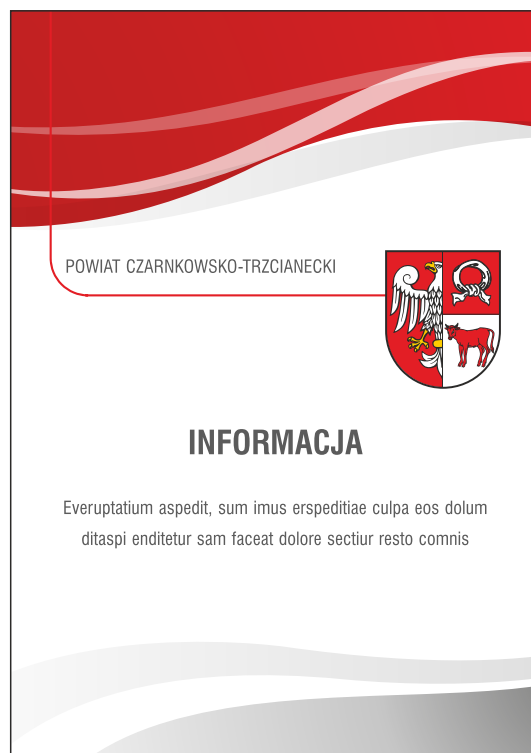 POWIAT CZARNKOWSKO-TRZCIANECKI
INFORMACJA
Everuptatium aspedit, sum imus erspeditiae culpa eos dolum
ditaspi enditetur sam faceat dolore sectiur resto comnis